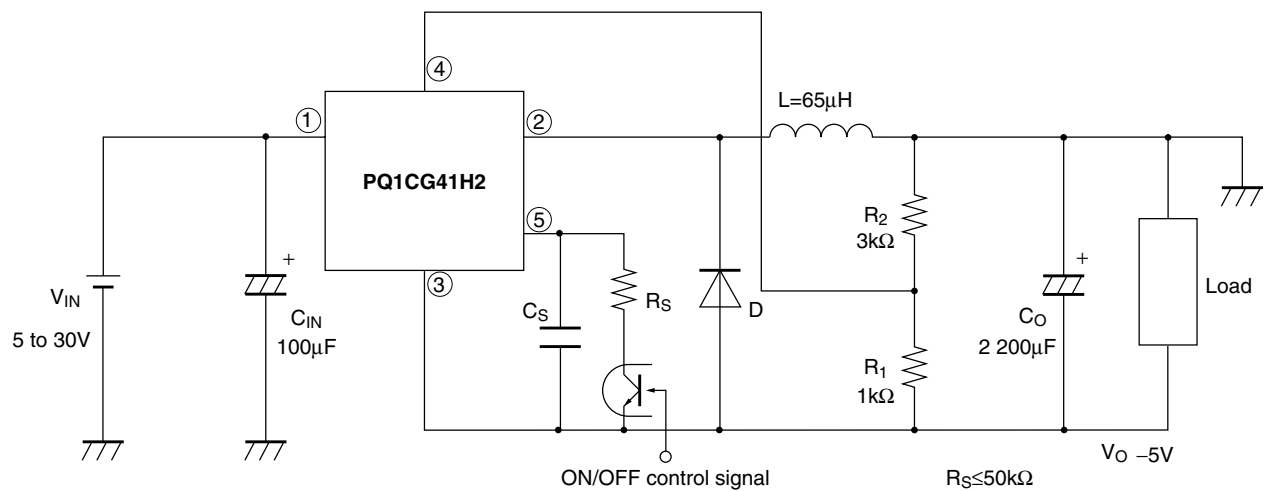 ④
L=65μH
①
②
PQ1CG41H2
⑤
R2
3kΩ
+
+
③
VIN
5 to 30V
CIN
100μF
CS
RS
D
CO
2 200μF
Load
R1
1kΩ
VO –5V
ON/OFF control signal
RS≤50kΩ